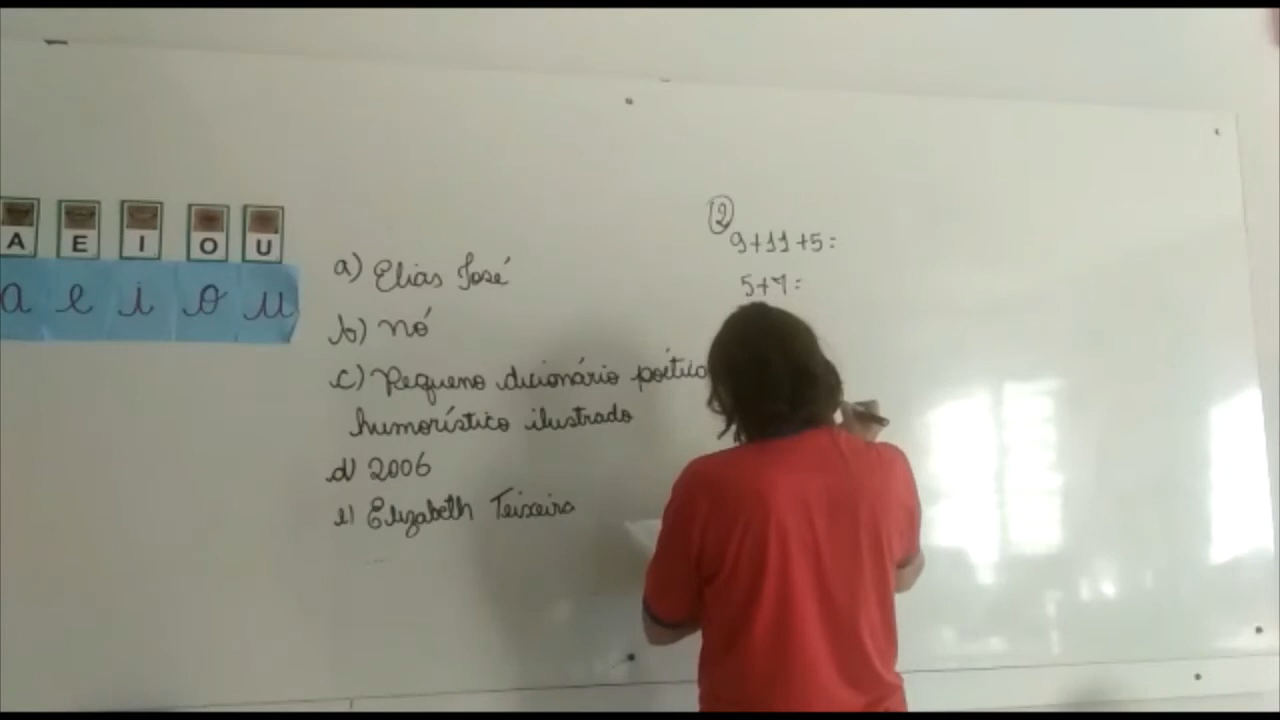 A E I O U
a e i o u
a) Elias José
b) nó
c) Pequeno dicionário poético
humorístico ilustrado
d) 2006
e) Elizabeth Teixeira
2
9+11+5=
5+7=